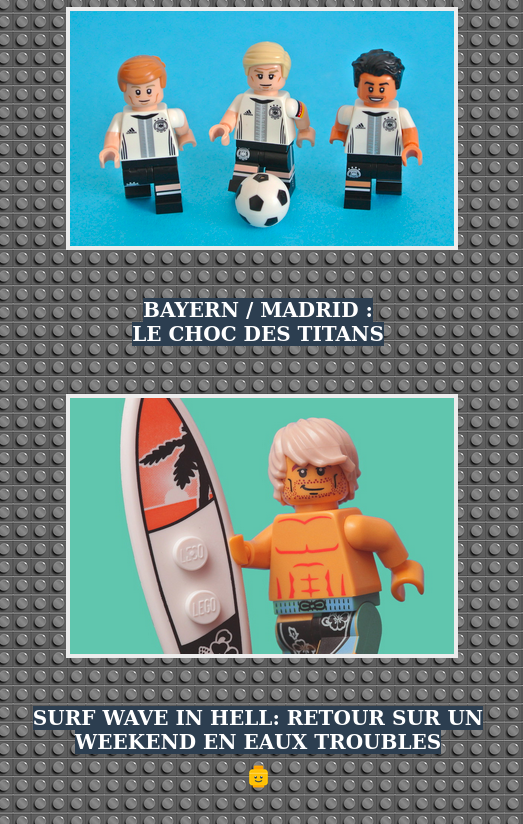 BAYERN / MADRID :
LE CHOC DES TITANS
LEGO
LEGO
SURF WAVE IN HELL: RETOUR SUR UN
WEEKEND EN EAUX TROUBLES